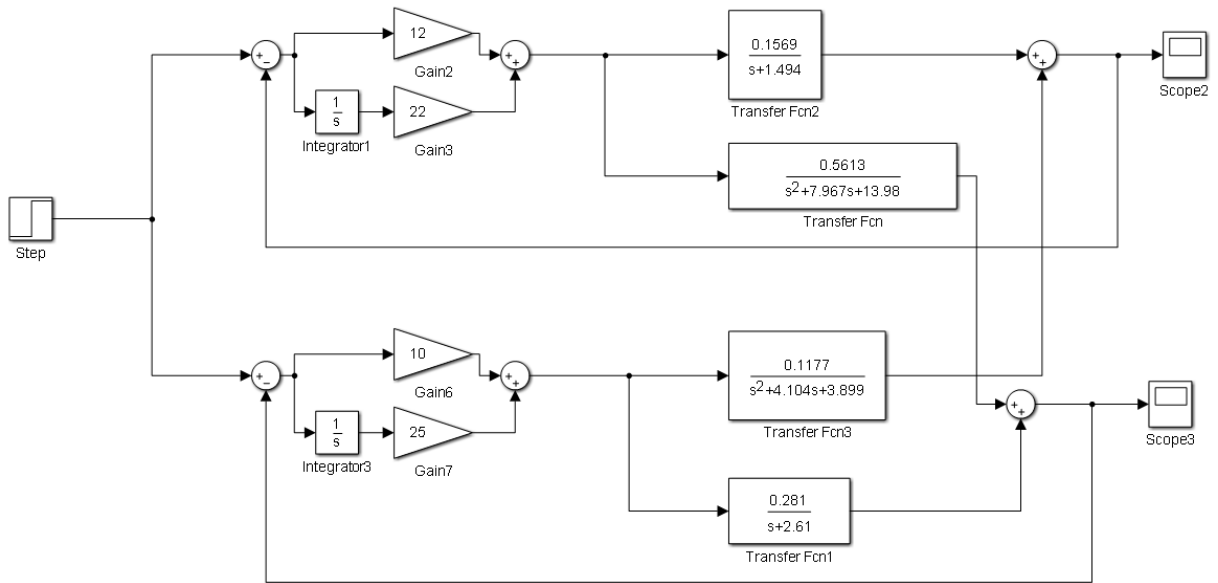 12
Gain2
1
s
Integrator1
22
Gain3
0.1569
s+1.494
Transfer Fcn2
Scope2
0.5613
s²+7.967s+13.98
Transfer Fcn
Step
10
Gain6
1
s
Integrator3
25
Gain7
0.1177
s²+4.104s+3.899
Transfer Fcn3
Scope3
0.281
s+2.61
Transfer Fcn1